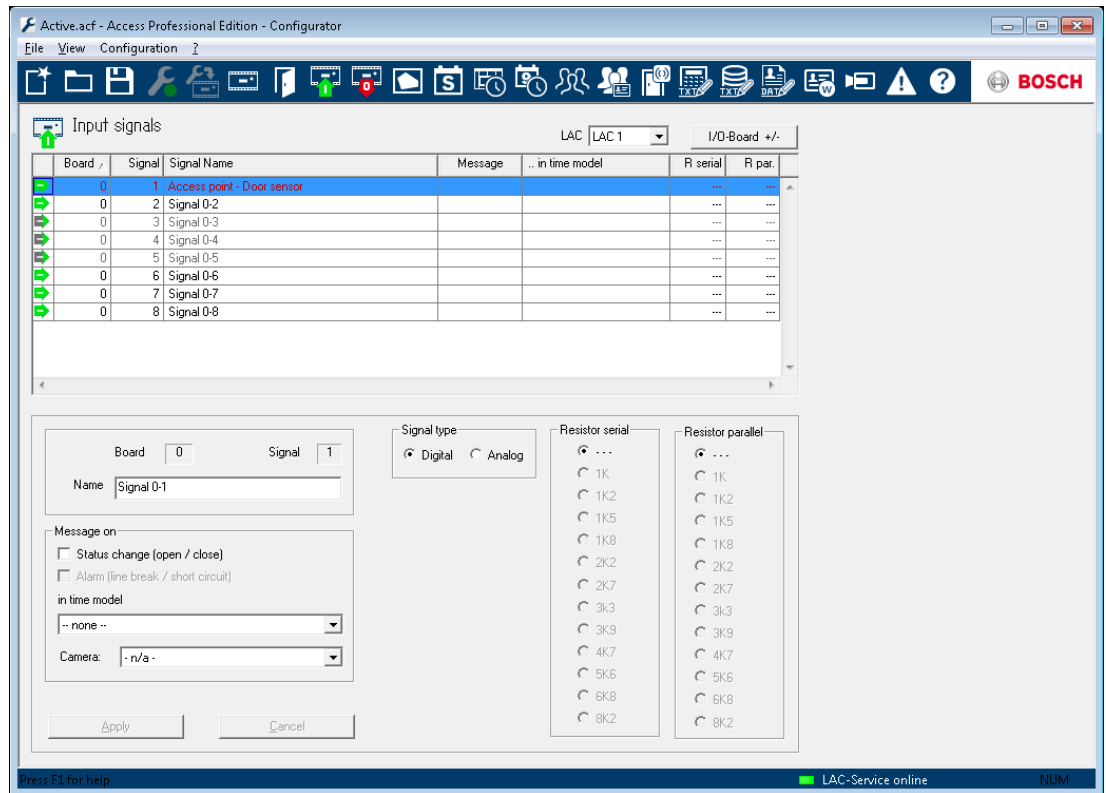 Active.acf - Access Professional Edition - Configurator
File View Configuration ?
S TXT TXT DATA W BOSCH
Input signals
LAC LAC 1 I/O-Board +/-
Board / Signal Signal Name Message .. in time model R serial R par.
0 1 Access point - Door sensor --- ---
0 2 Signal 0-2 --- ---
0 3 Signal 0-3 --- ---
0 4 Signal 0-4 --- ---
0 5 Signal 0-5 --- ---
0 6 Signal 0-6 --- ---
0 7 Signal 0-7 --- ---
0 8 Signal 0-8 --- ---
Board 0 Signal 1
Name Signal 0-1
Message on
Status change (open / close)
Alarm (line break / short circuit)
in time model
-- none --
Camera: - n/a -
Apply Cancel
Signal type
Digital Analog
Resistor serial
- - -
1K
1K2
1K5
1K8
2K2
2K7
3k3
3K9
4K7
5K6
6K8
8K2
Resistor parallel
- - -
1K
1K2
1K5
1K8
2K2
2K7
3k3
3K9
4K7
5K6
6K8
8K2
Press F1 for help LAC-Service online NUM